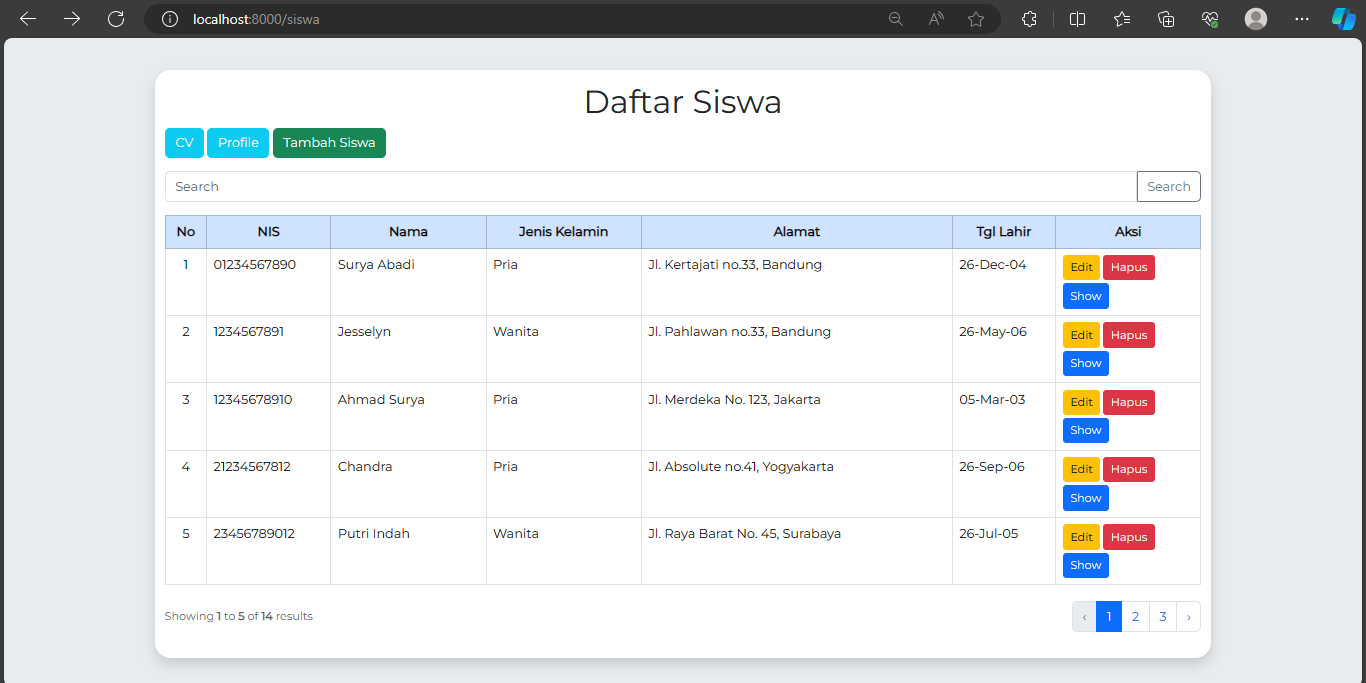 localhost:8000/siswa
Daftar Siswa
CV Profile Tambah Siswa
Search Search
No NIS Nama Jenis Kelamin Alamat Tgl Lahir Aksi
1 01234567890 Surya Abadi Pria Jl. Kertajati no.33, Bandung 26-Dec-04 Edit Hapus
Show
2 1234567891 Jesselyn Wanita Jl. Pahlawan no.33, Bandung 26-May-06 Edit Hapus
Show
3 12345678910 Ahmad Surya Pria Jl. Merdeka No. 123, Jakarta 05-Mar-03 Edit Hapus
Show
4 21234567812 Chandra Pria Jl. Absolute no.41, Yogyakarta 26-Sep-06 Edit Hapus
Show
5 23456789012 Putri Indah Wanita Jl. Raya Barat No. 45, Surabaya 26-Jul-05 Edit Hapus
Show
Showing 1 to 5 of 14 results ‹ 1 2 3 ›